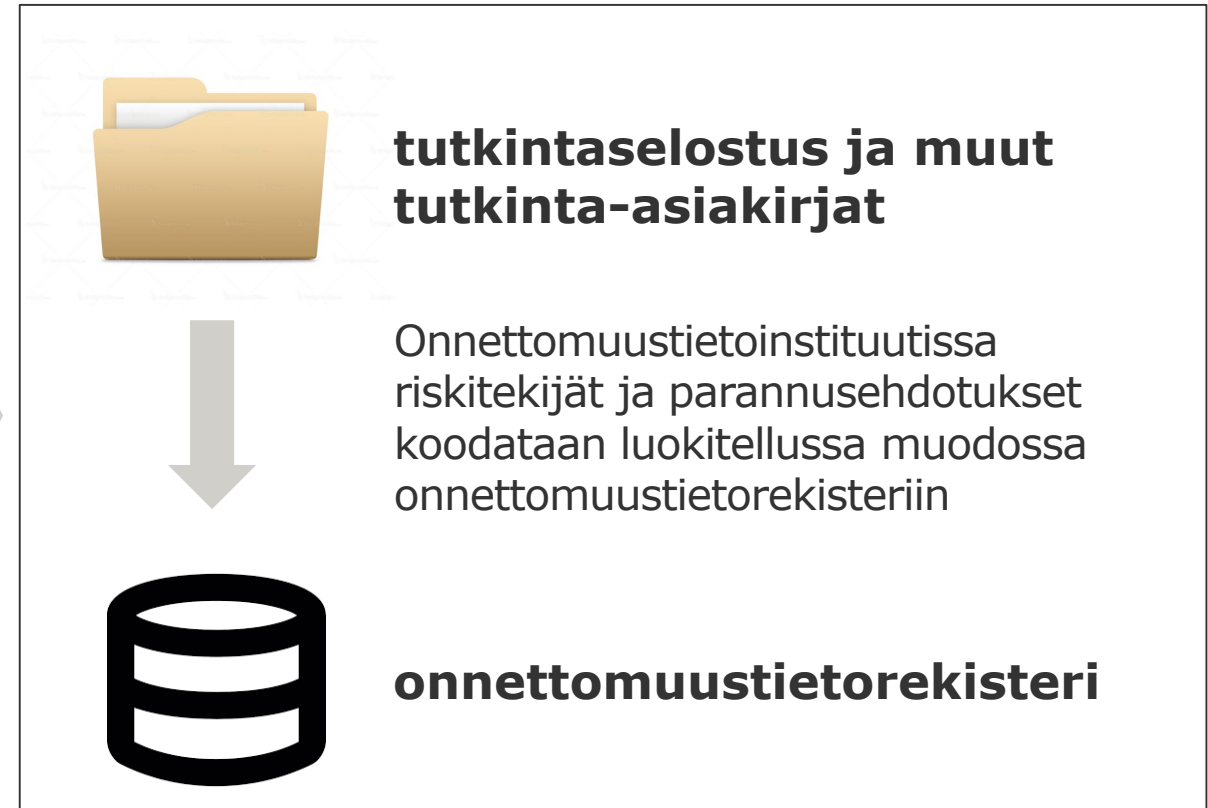 tutkintaselostus ja muut
tutkinta-asiakirjat
Onnettomuustietoinstituutissa
riskitekijät ja parannusehdotukset
koodataan luokitellussa muodossa
onnettomuustietorekisteriin
onnettomuustietorekisteri